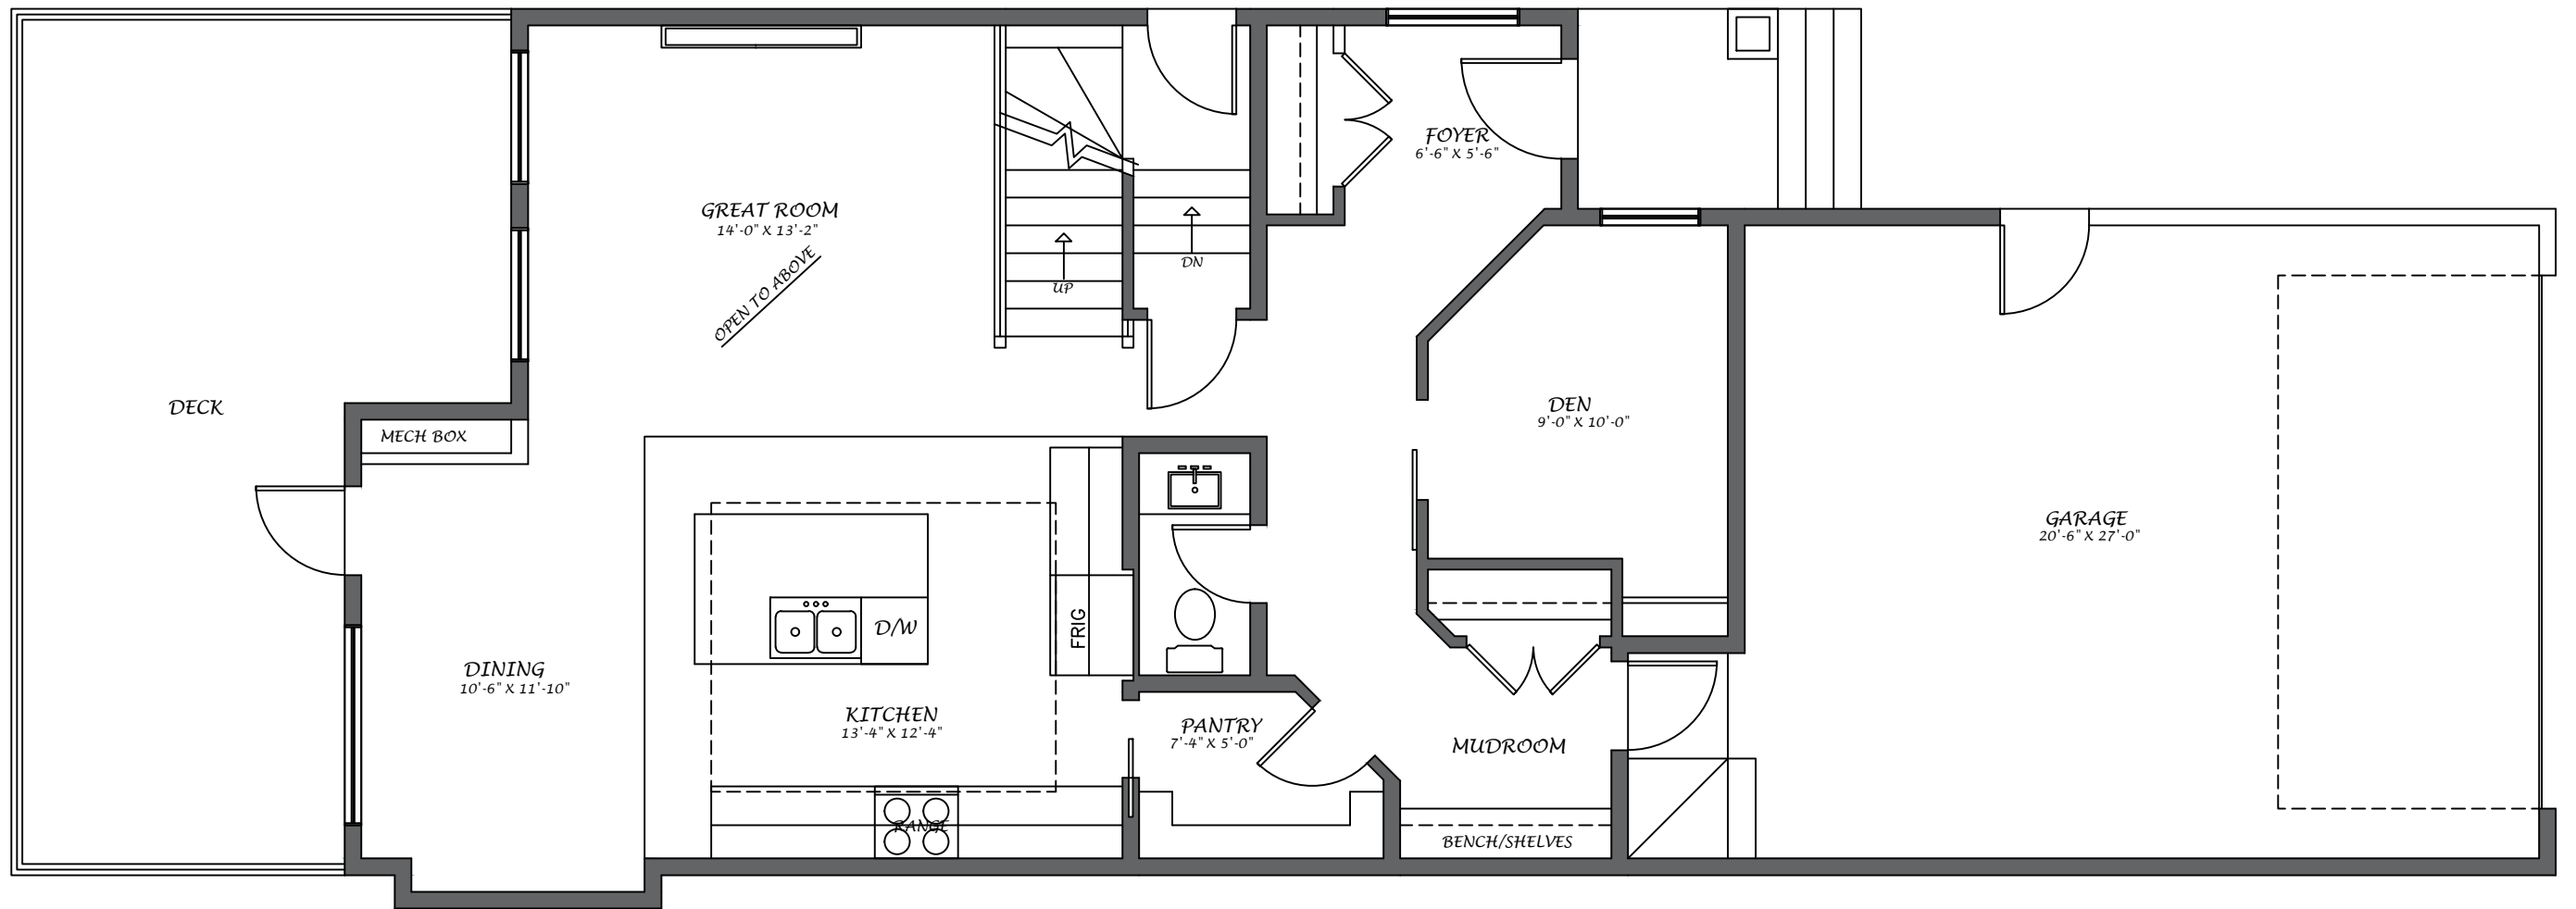 FOYER
6'-6" X 5'-6"
GREAT ROOM
14'-0" X 13'-2"
OPEN TO ABOVE
UP
DN
DECK
MECH BOX
DEN
9'-0" X 10'-0"
GARAGE
20'-6" X 27'-0"
D/W
FRIG
DINING
10'-6" X 11'-10"
KITCHEN
13'-4" X 12'-4"
PANTRY
7'-4" X 5'-0"
MUDROOM
RANGE
BENCH/SHELVES